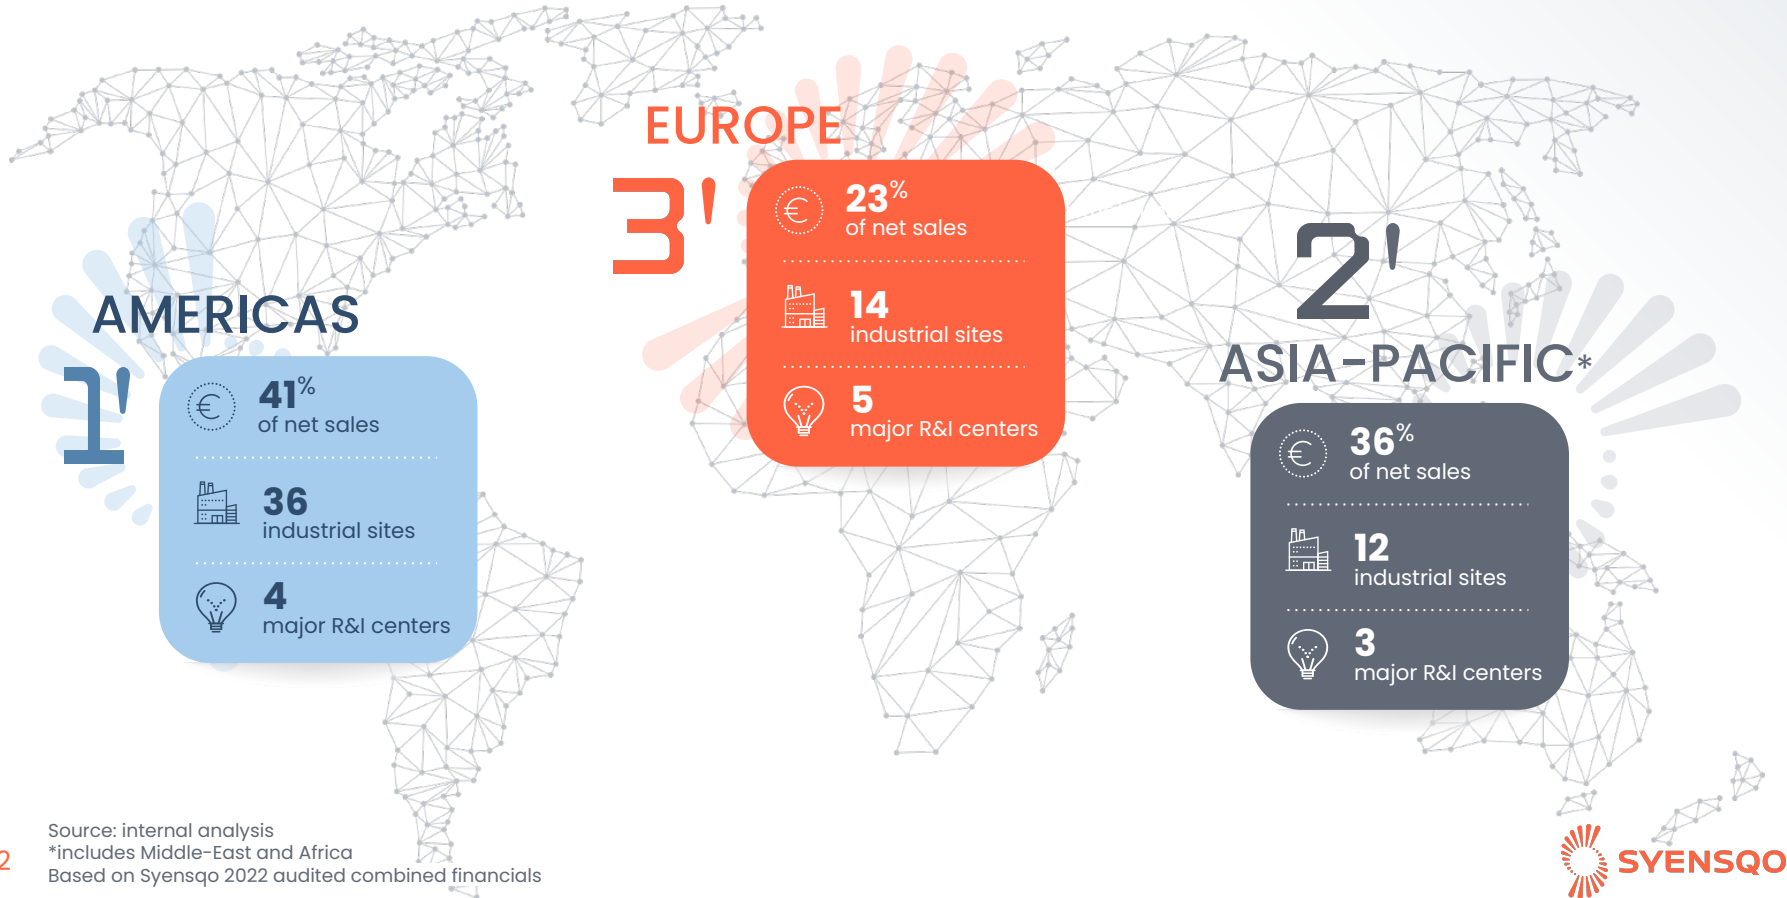 EUROPE
3'
23%
of net sales
14
industrial sites
5
major R&I centers
AMERICAS
1'
41%
of net sales
36
industrial sites
4
major R&I centers
2'
ASIA-PACIFIC*
36%
of net sales
12
industrial sites
3
major R&I centers
Source: internal analysis
*includes Middle-East and Africa
Based on Syensqo 2022 audited combined financials
2
SYENSQO